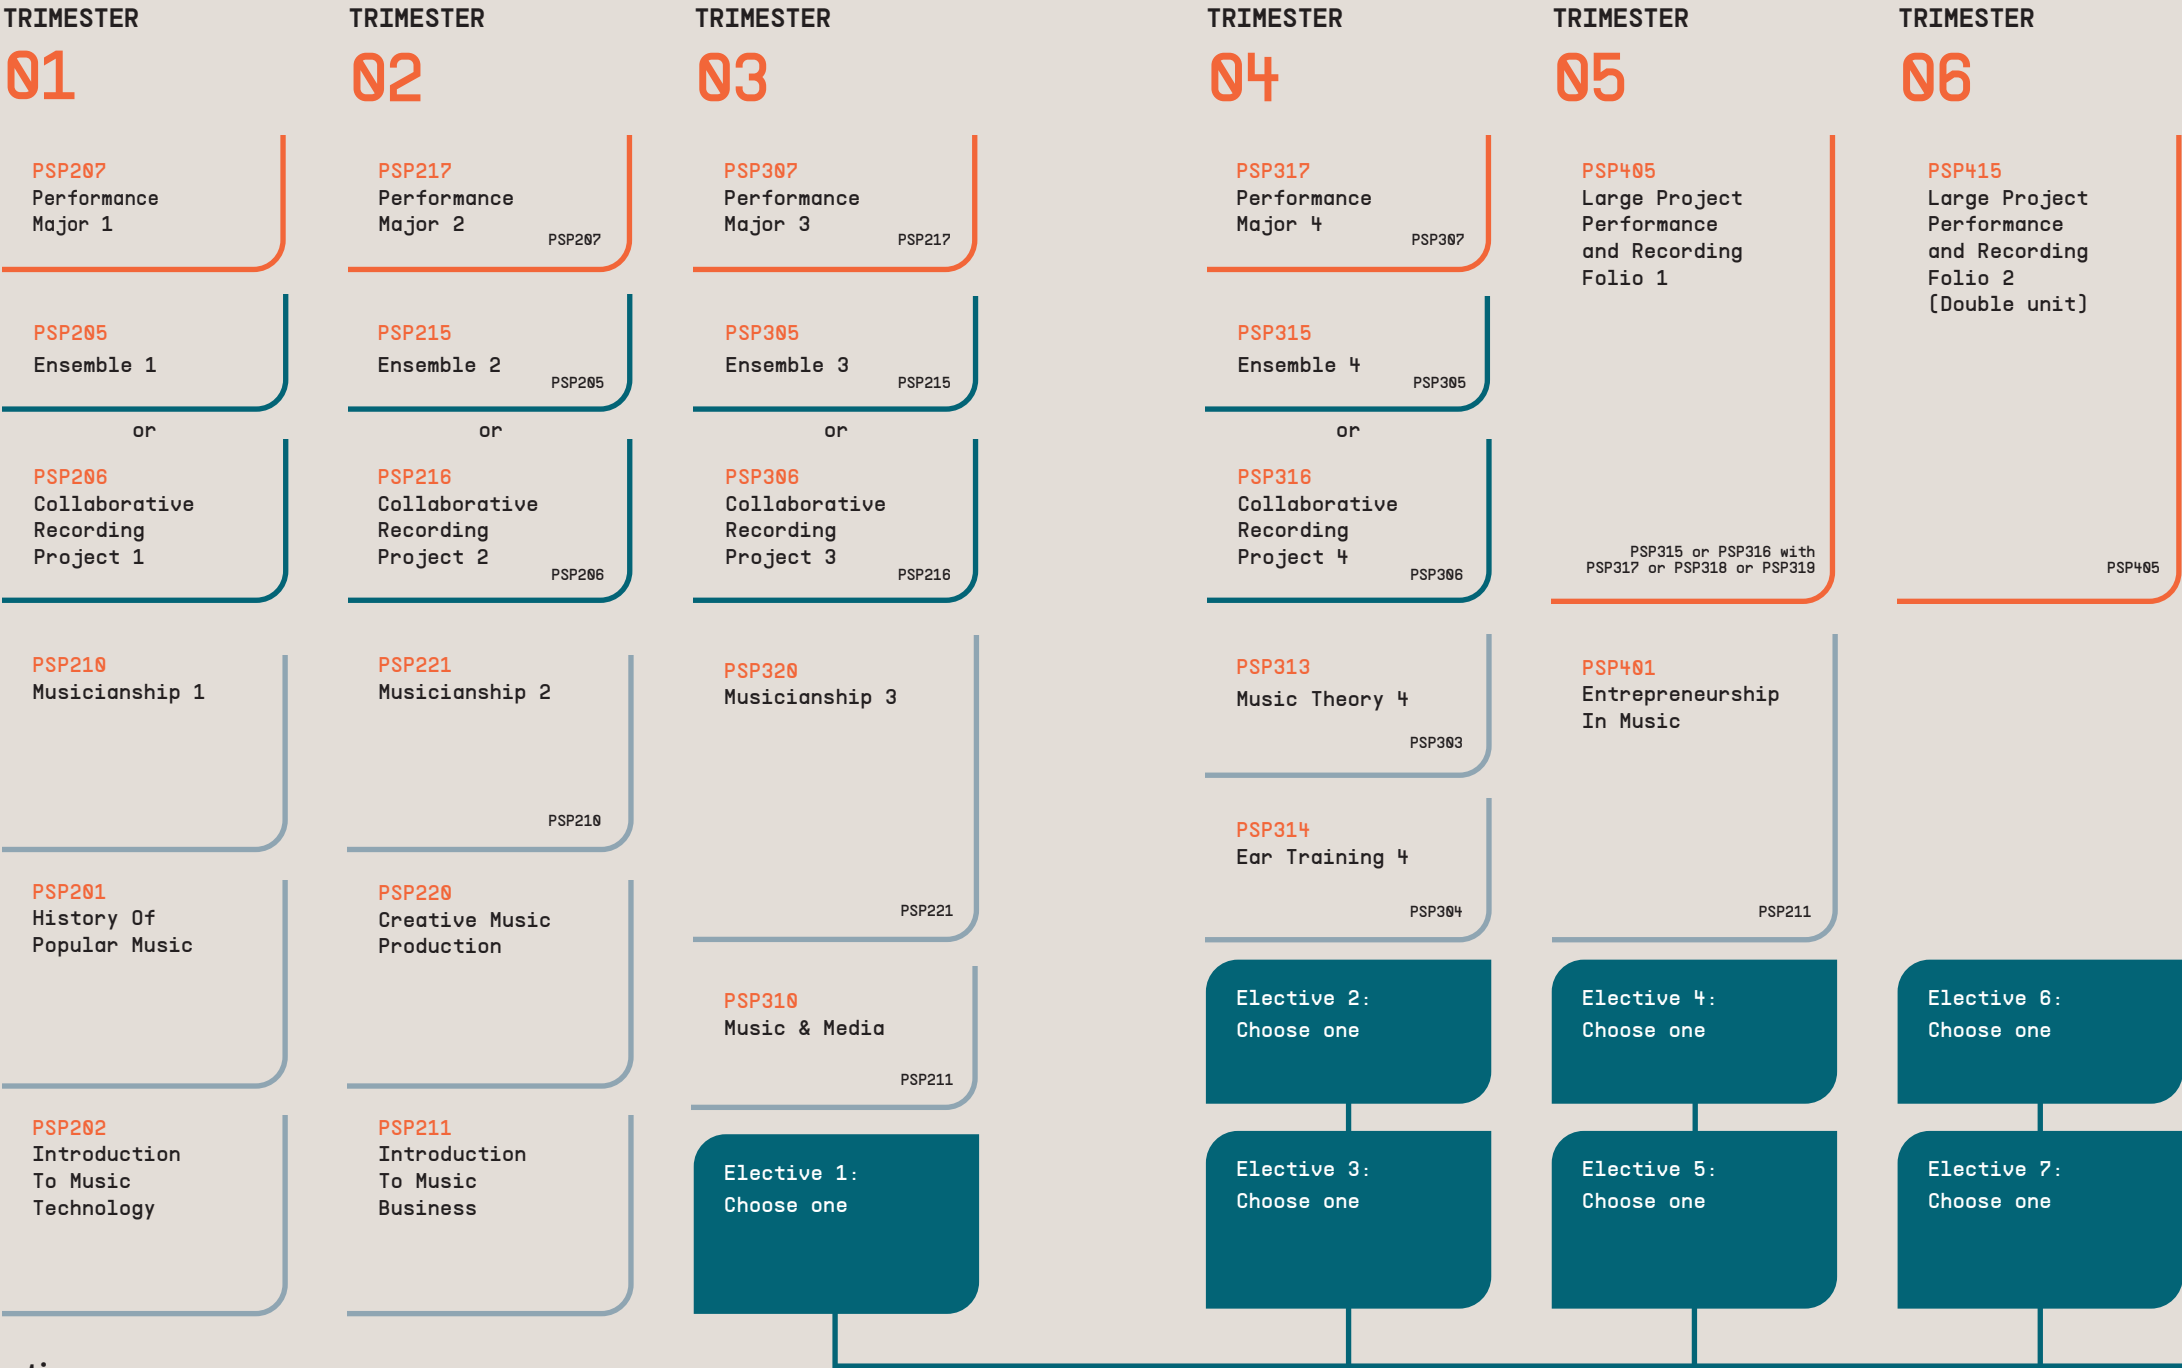 TRIMESTER
01
PSP207
Performance
Major 1
PSP205
Ensemble 1
or
PSP206
Collaborative
Recording
Project 1
PSP210
Musicianship 1
PSP201
History Of
Popular Music
PSP202
Introduction
To Music
Technology
TRIMESTER
02
PSP217
Performance
Major 2
PSP207
PSP215
Ensemble 2
PSP205
or
PSP216
Collaborative
Recording
Project 2
PSP206
PSP221
Musicianship 2
PSP210
PSP220
Creative Music
Production
PSP211
Introduction
To Music
Business
TRIMESTER
03
PSP307
Performance
Major 3
PSP217
PSP305
Ensemble 3
PSP215
or
PSP306
Collaborative
Recording
Project 3
PSP216
PSP320
Musicianship 3
PSP221
PSP310
Music & Media
PSP211
Elective 1:
Choose one
TRIMESTER
04
PSP317
Performance
Major 4
PSP307
PSP315
Ensemble 4
PSP305
or
PSP316
Collaborative
Recording
Project 4
PSP306
PSP313
Music Theory 4
PSP303
PSP314
Ear Training 4
PSP304
Elective 2:
Choose one
Elective 3:
Choose one
TRIMESTER
05
PSP405
Large Project
Performance
and Recording
Folio 1
PSP315 or PSP316 with
PSP317 or PSP318 or PSP319
PSP401
Entrepreneurship
In Music
PSP211
Elective 4:
Choose one
Elective 5:
Choose one
TRIMESTER
06
PSP415
Large Project
Performance
and Recording
Folio 2
(Double unit)
PSP405
Elective 6:
Choose one
Elective 7:
Choose one